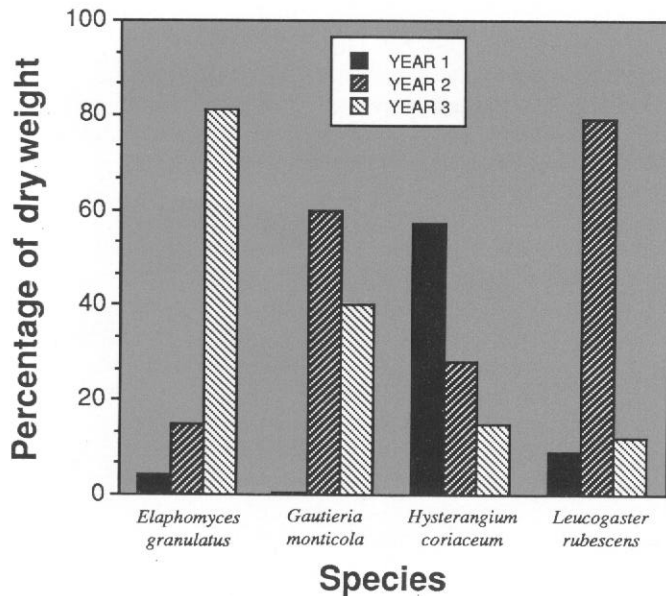 Percentage of dry weight
100
80
60
40
20
0
YEAR 1
YEAR 2
YEAR 3
Elaphomyces
granulatus
Gautieria
monticola
Hysterangium
coriaceum
Leucogaster
rubescens
Species